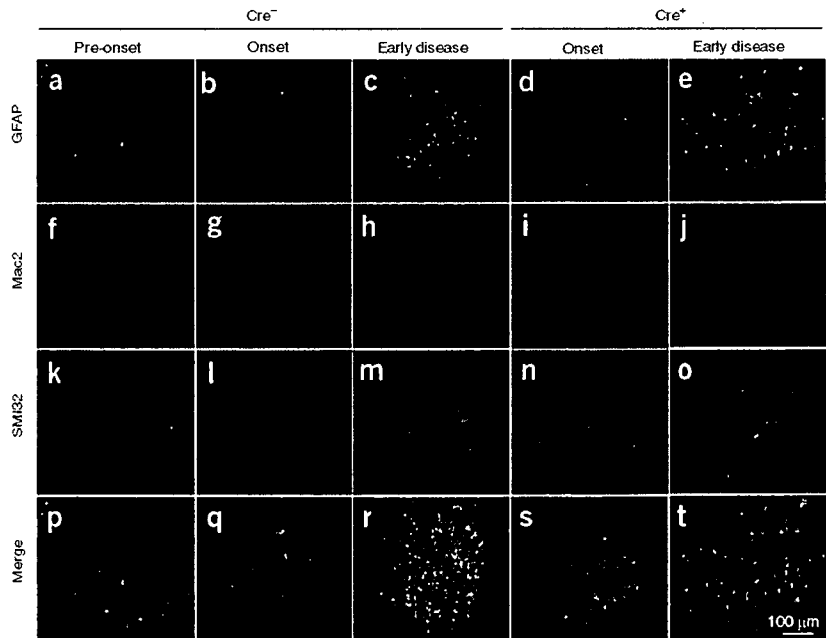 Cre⁻ Cre⁺
Pre-onset Onset Early disease Onset Early disease
GFAP a b c d e
Mac2 f g h i j
SMI32 k l m n o
Merge p q r s t
100 μm